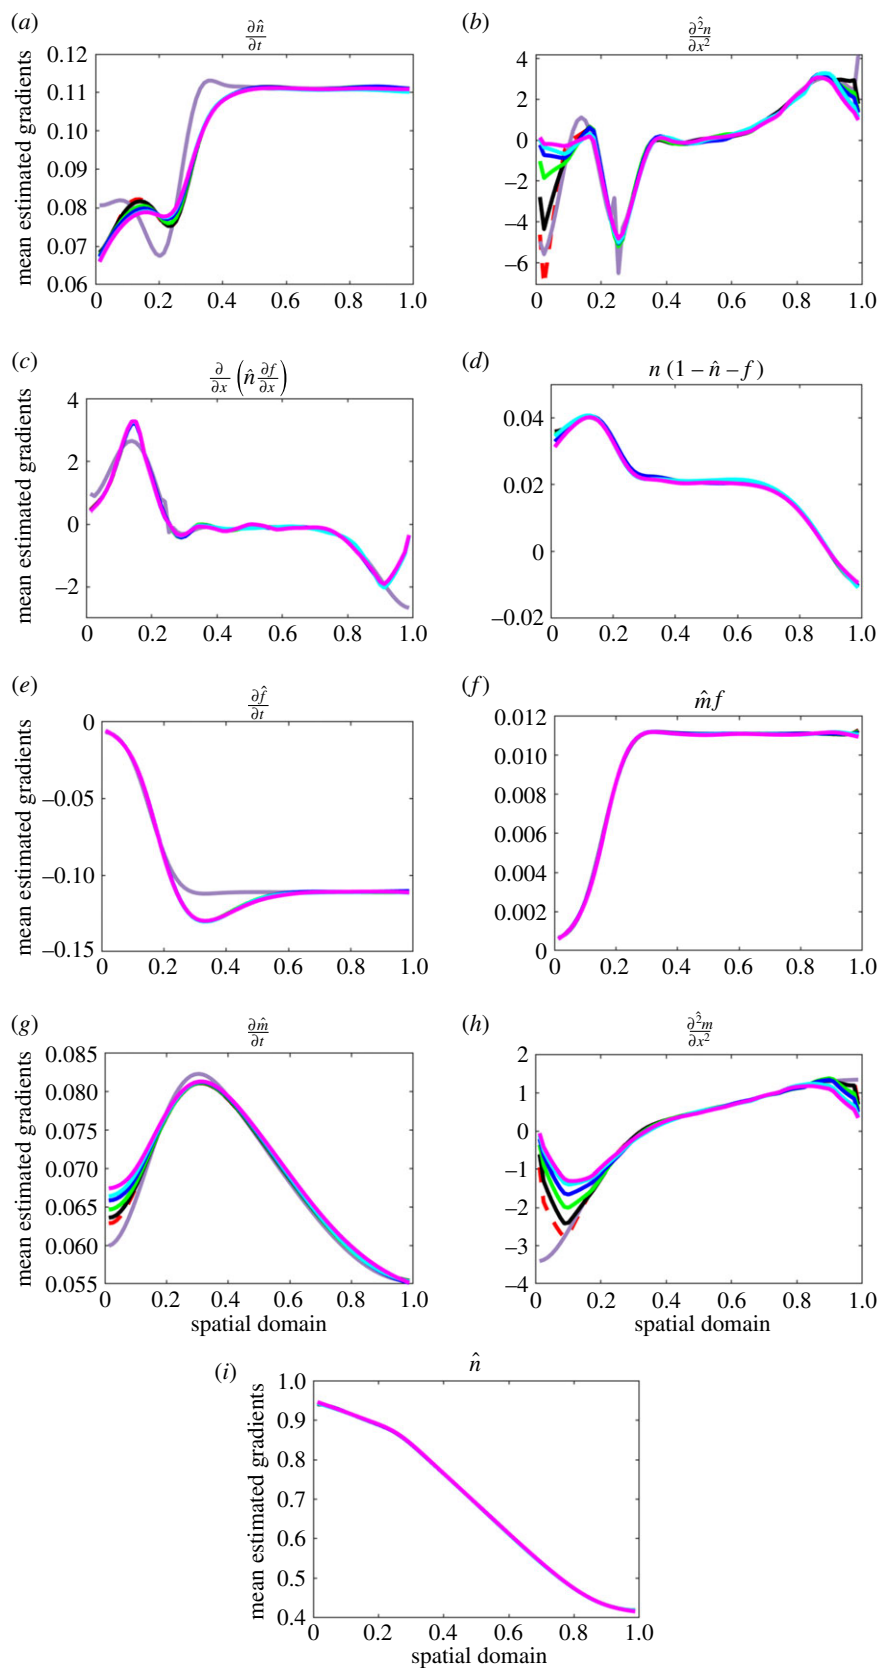 (a) ∂n̂/∂t
mean estimated gradients
0.12
0.11
0.10
0.09
0.08
0.07
0.06
0 0.2 0.4 0.6 0.8 1.0
(b) ∂̂²n/∂x²
4
2
0
−2
−4
−6
0 0.2 0.4 0.6 0.8 1.0
(c) ∂/∂x (n̂ ∂f/∂x)
mean estimated gradients
4
2
0
−2
0 0.2 0.4 0.6 0.8 1.0
(d) n (1 – n̂ – f)
0.04
0.02
0
−0.02
0 0.2 0.4 0.6 0.8 1.0
(e) ∂f̂/∂t
mean estimated gradients
0
−0.05
−0.10
−0.15
0 0.2 0.4 0.6 0.8 1.0
(f) m̂f
0.012
0.010
0.008
0.006
0.004
0.002
0
0 0.2 0.4 0.6 0.8 1.0
(g) ∂m̂/∂t
mean estimated gradients
0.085
0.080
0.075
0.070
0.065
0.060
0.055
0 0.2 0.4 0.6 0.8 1.0
spatial domain
(h) ∂̂²m/∂x²
2
1
0
−1
−2
−3
−4
0 0.2 0.4 0.6 0.8 1.0
spatial domain
(i) n̂
mean estimated gradients
1.0
0.9
0.8
0.7
0.6
0.5
0.4
0 0.2 0.4 0.6 0.8 1.0
spatial domain